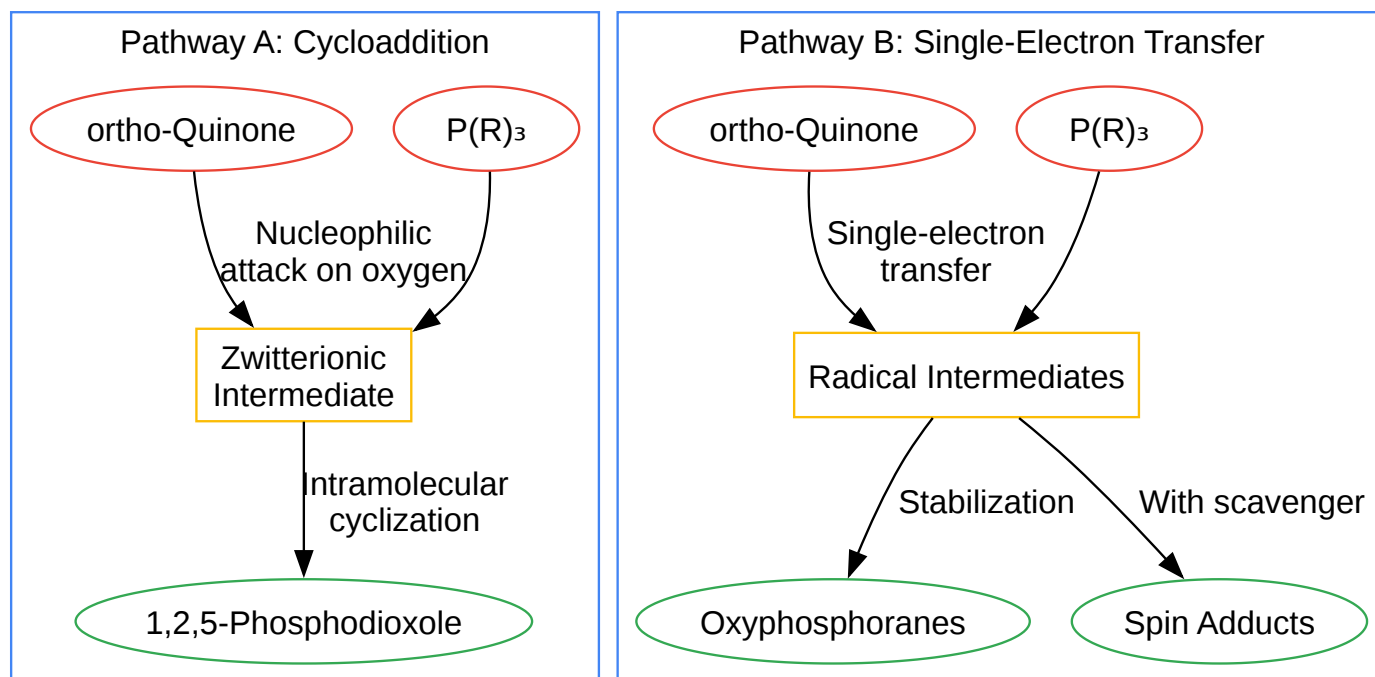 Pathway A: Cycloaddition
ortho-Quinone
P(R)₃
Nucleophilic
attack on oxygen
Zwitterionic
Intermediate
Intramolecular
cyclization
1,2,5-Phosphodioxole
Pathway B: Single-Electron Transfer
ortho-Quinone
P(R)₃
Single-electron
transfer
Radical Intermediates
Stabilization
With scavenger
Oxyphosphoranes
Spin Adducts